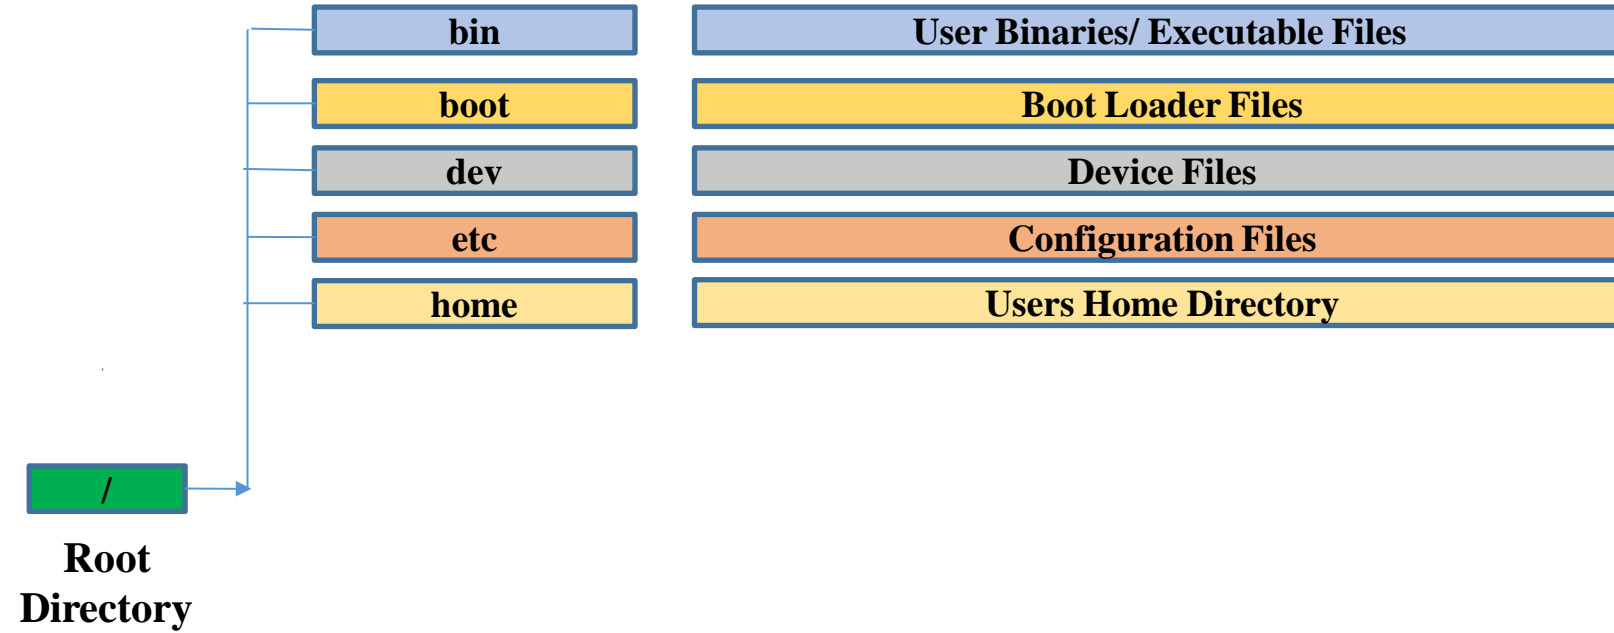 bin
User Binaries/ Executable Files
boot
Boot Loader Files
dev
Device Files
etc
Configuration Files
home
Users Home Directory
/
Root
Directory